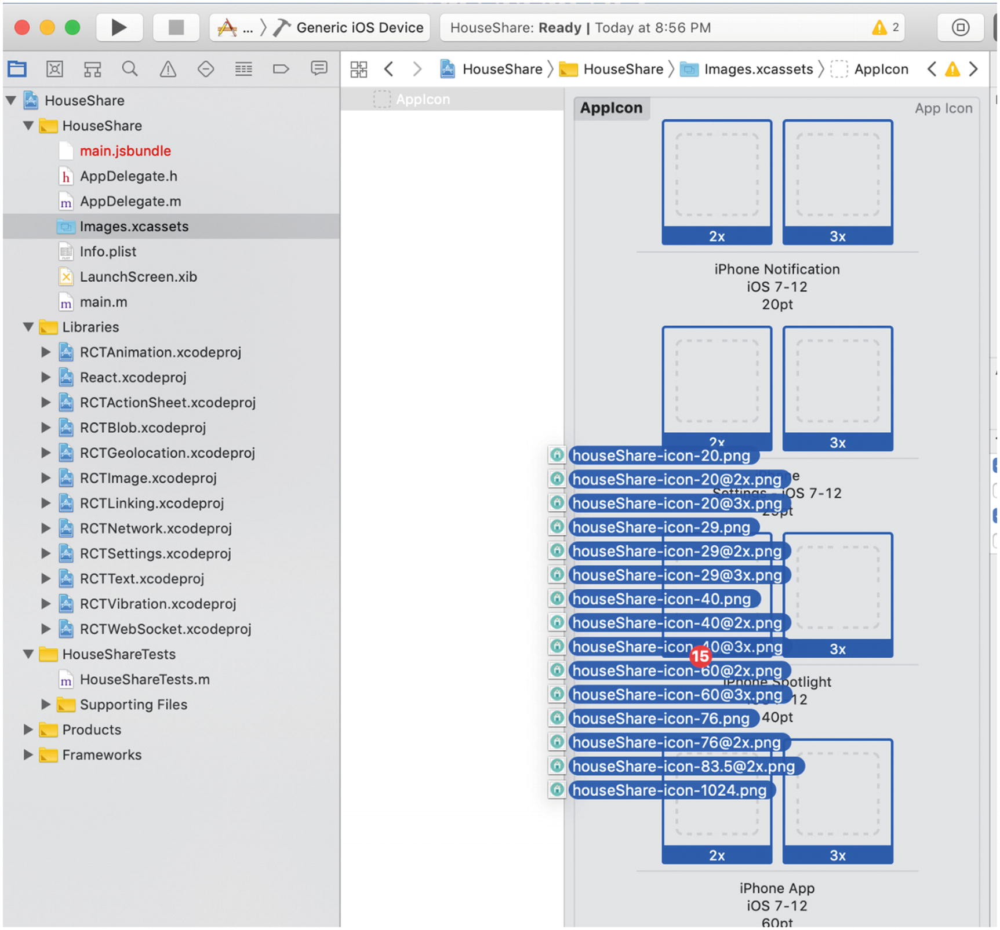 ... Generic iOS Device
HouseShare: Ready | Today at 8:56 PM
2
HouseShare HouseShare Images.xcassets AppIcon
HouseShare
HouseShare
main.jsbundle
AppDelegate.h
AppDelegate.m
Images.xcassets
Info.plist
LaunchScreen.xib
main.m
Libraries
RCTAnimation.xcodeproj
React.xcodeproj
RCTActionSheet.xcodeproj
RCTBlob.xcodeproj
RCTGeolocation.xcodeproj
RCTImage.xcodeproj
RCTLinking.xcodeproj
RCTNetwork.xcodeproj
RCTSettings.xcodeproj
RCTText.xcodeproj
RCTVibration.xcodeproj
RCTWebSocket.xcodeproj
HouseShareTests
HouseShareTests.m
Supporting Files
Products
Frameworks
AppIcon
AppIcon
App Icon
2x 3x
iPhone Notification
iOS 7-12
20pt
2x 3x
houseShare-icon-20.png
houseShare-icon-20@2x.png
Settings - iOS 7-12
houseShare-icon-20@3x.png
houseShare-icon-29.png
houseShare-icon-29@2x.png
houseShare-icon-29@3x.png
houseShare-icon-40.png
houseShare-icon-40@2x.png
houseShare-icon-40@3x.png
3x
15
houseShare-icon-60@2x.png
iPhone Spotlight
houseShare-icon-60@3x.png
houseShare-icon-76.png
40pt
houseShare-icon-76@2x.png
houseShare-icon-83.5@2x.png
houseShare-icon-1024.png
2x 3x
iPhone App
iOS 7-12
60pt